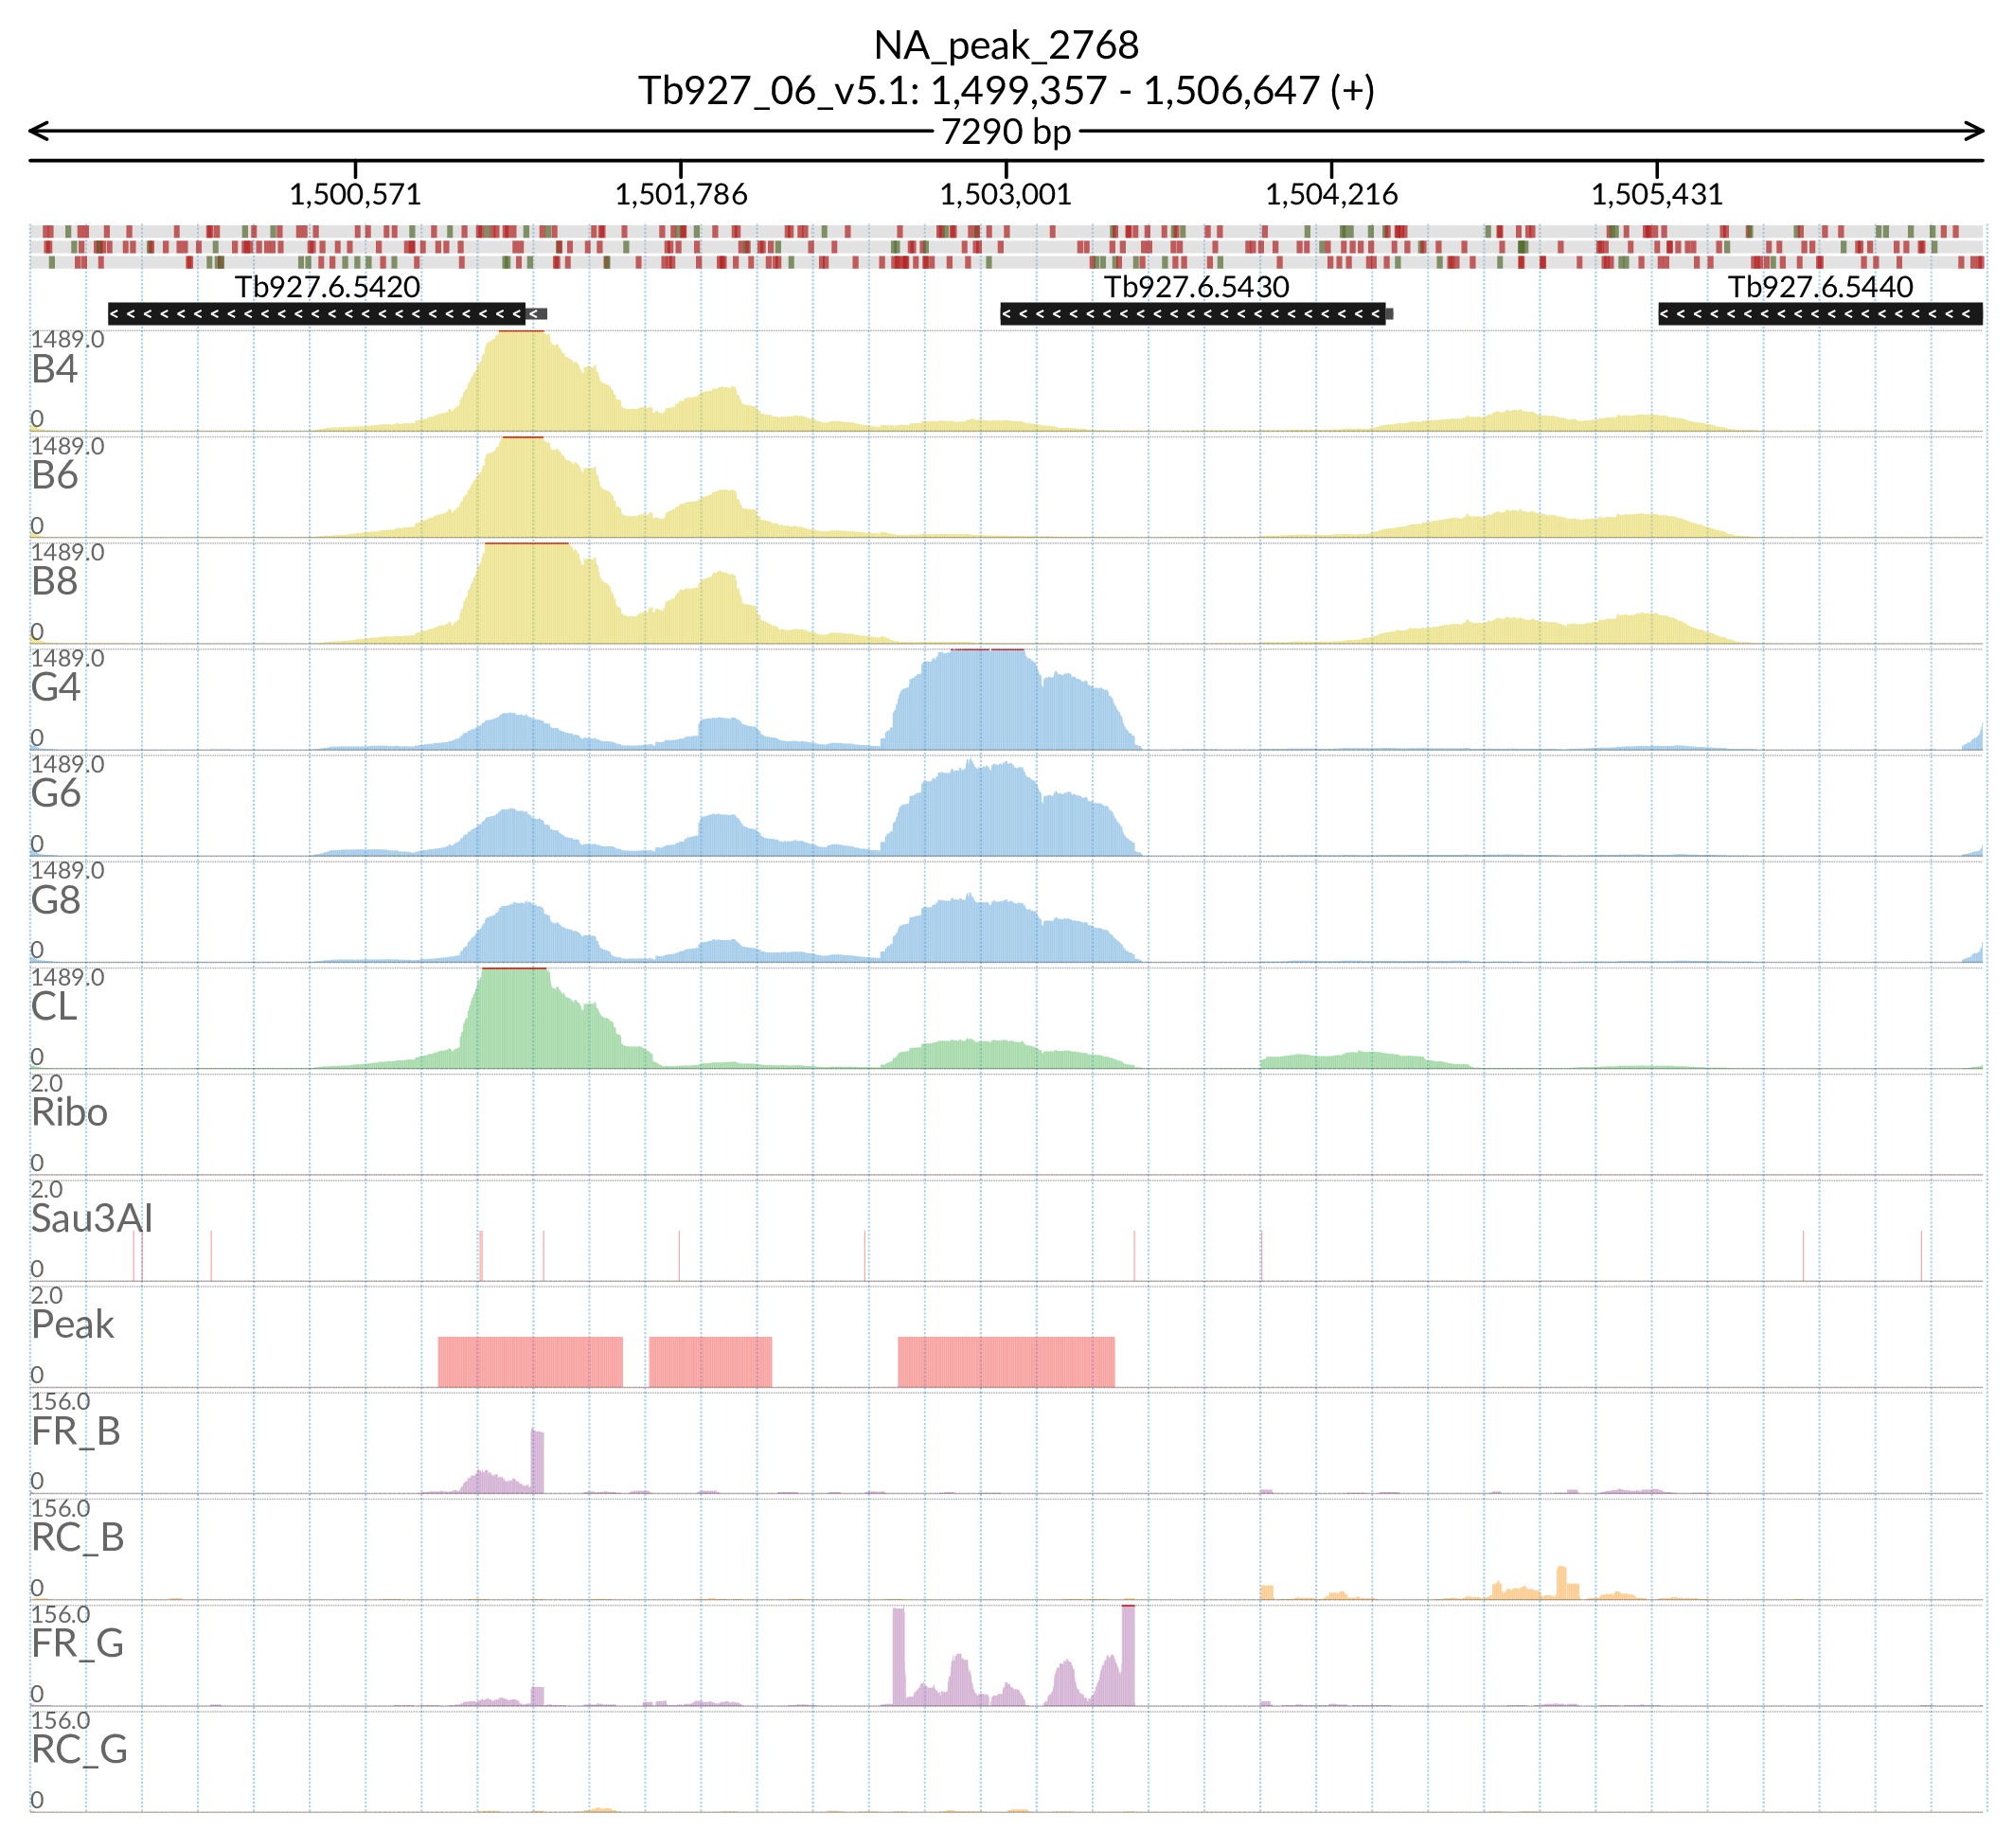 NA_peak_2768
Tb927_06_v5.1: 1,499,357 - 1,506,647 (+)
7290 bp
1,500,571 1,501,786 1,503,001 1,504,216 1,505,431
Tb927.6.5420 Tb927.6.5430 Tb927.6.5440
1489.0
B4
0
1489.0
B6
0
1489.0
B8
0
1489.0
G4
0
1489.0
G6
0
1489.0
G8
0
1489.0
CL
0
2.0
Ribo
0
2.0
Sau3AI
0
2.0
Peak
0
156.0
FR_B
0
156.0
RC_B
0
156.0
FR_G
0
156.0
RC_G
0